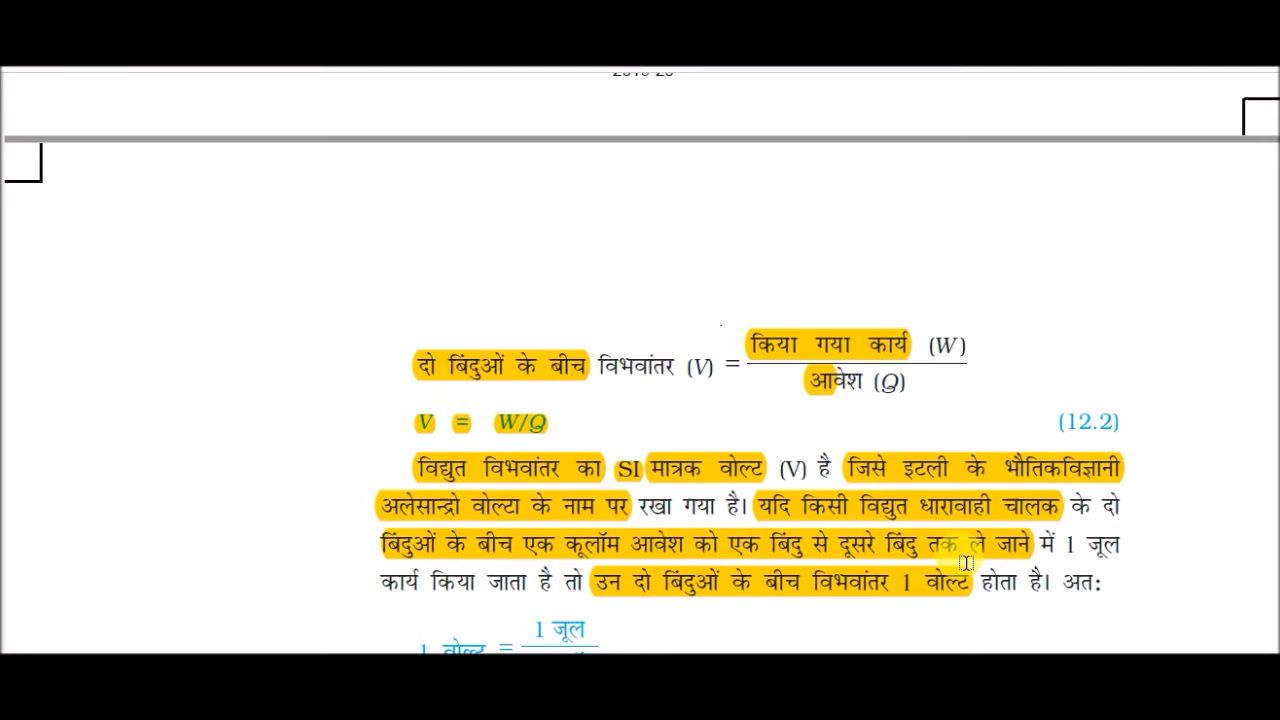 दो बिंदुओं के बीच विभवांतर (V) = किया गया कार्य (W) / आवेश (Q)
V = W/Q (12.2)
विद्युत विभवांतर का SI मात्रक वोल्ट (V) है जिसे इटली के भौतिकविज्ञानी
अलेसान्द्रो वोल्टा के नाम पर रखा गया है। यदि किसी विद्युत धारावाही चालक के दो
बिंदुओं के बीच एक कूलॉम आवेश को एक बिंदु से दूसरे बिंदु तक ले जाने में 1 जूल
कार्य किया जाता है तो उन दो बिंदुओं के बीच विभवांतर 1 वोल्ट होता है। अत:
1 वोल्ट = 1 जूल